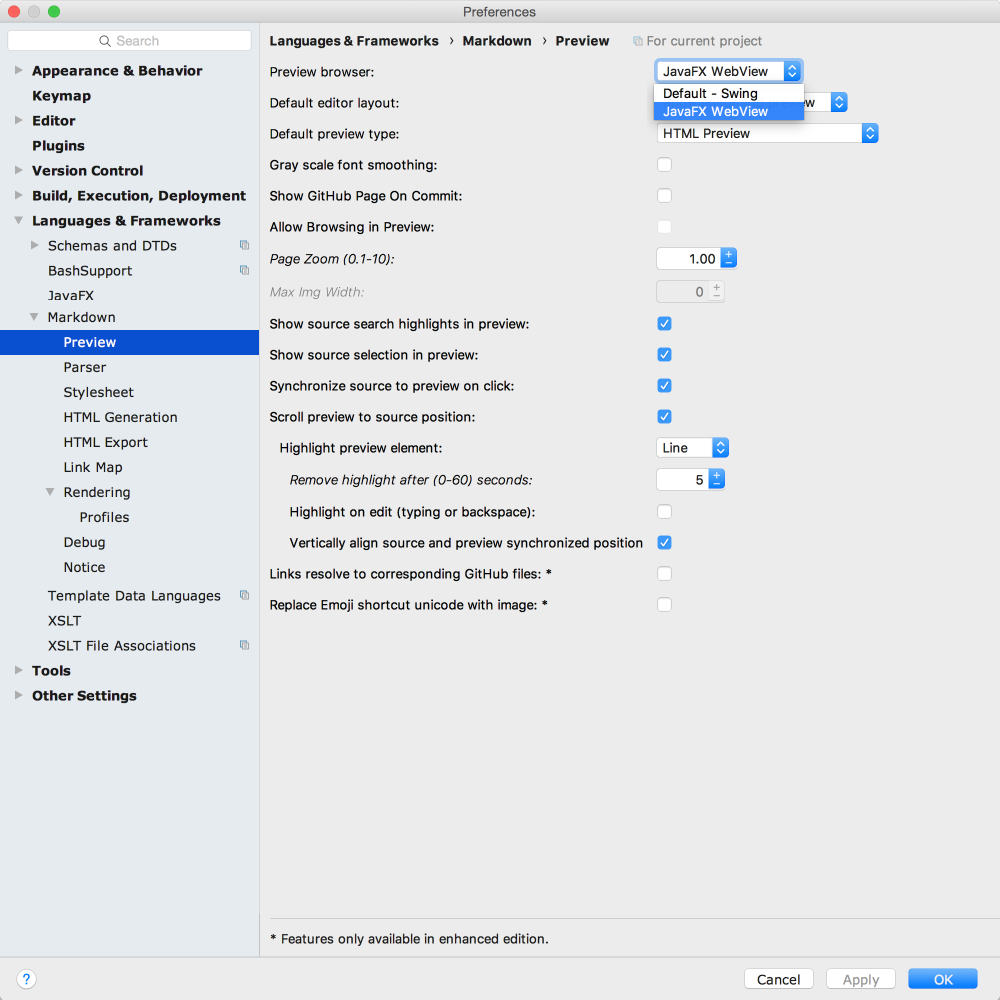 Preferences
Search
Appearance & Behavior
Keymap
Editor
Plugins
Version Control
Build, Execution, Deployment
Languages & Frameworks
Schemas and DTDs
BashSupport
JavaFX
Markdown
Preview
Parser
Stylesheet
HTML Generation
HTML Export
Link Map
Rendering
Profiles
Debug
Notice
Template Data Languages
XSLT
XSLT File Associations
Tools
Other Settings
Languages & Frameworks › Markdown › Preview For current project
Preview browser: JavaFX WebView
Default - Swing
JavaFX WebView
Default editor layout:
Default preview type: HTML Preview
Gray scale font smoothing:
Show GitHub Page On Commit:
Allow Browsing in Preview:
Page Zoom (0.1-10): 1.00
Max Img Width: 0
Show source search highlights in preview:
Show source selection in preview:
Synchronize source to preview on click:
Scroll preview to source position:
Highlight preview element: Line
Remove highlight after (0-60) seconds: 5
Highlight on edit (typing or backspace):
Vertically align source and preview synchronized position
Links resolve to corresponding GitHub files: *
Replace Emoji shortcut unicode with image: *
* Features only available in enhanced edition.
? Cancel Apply OK